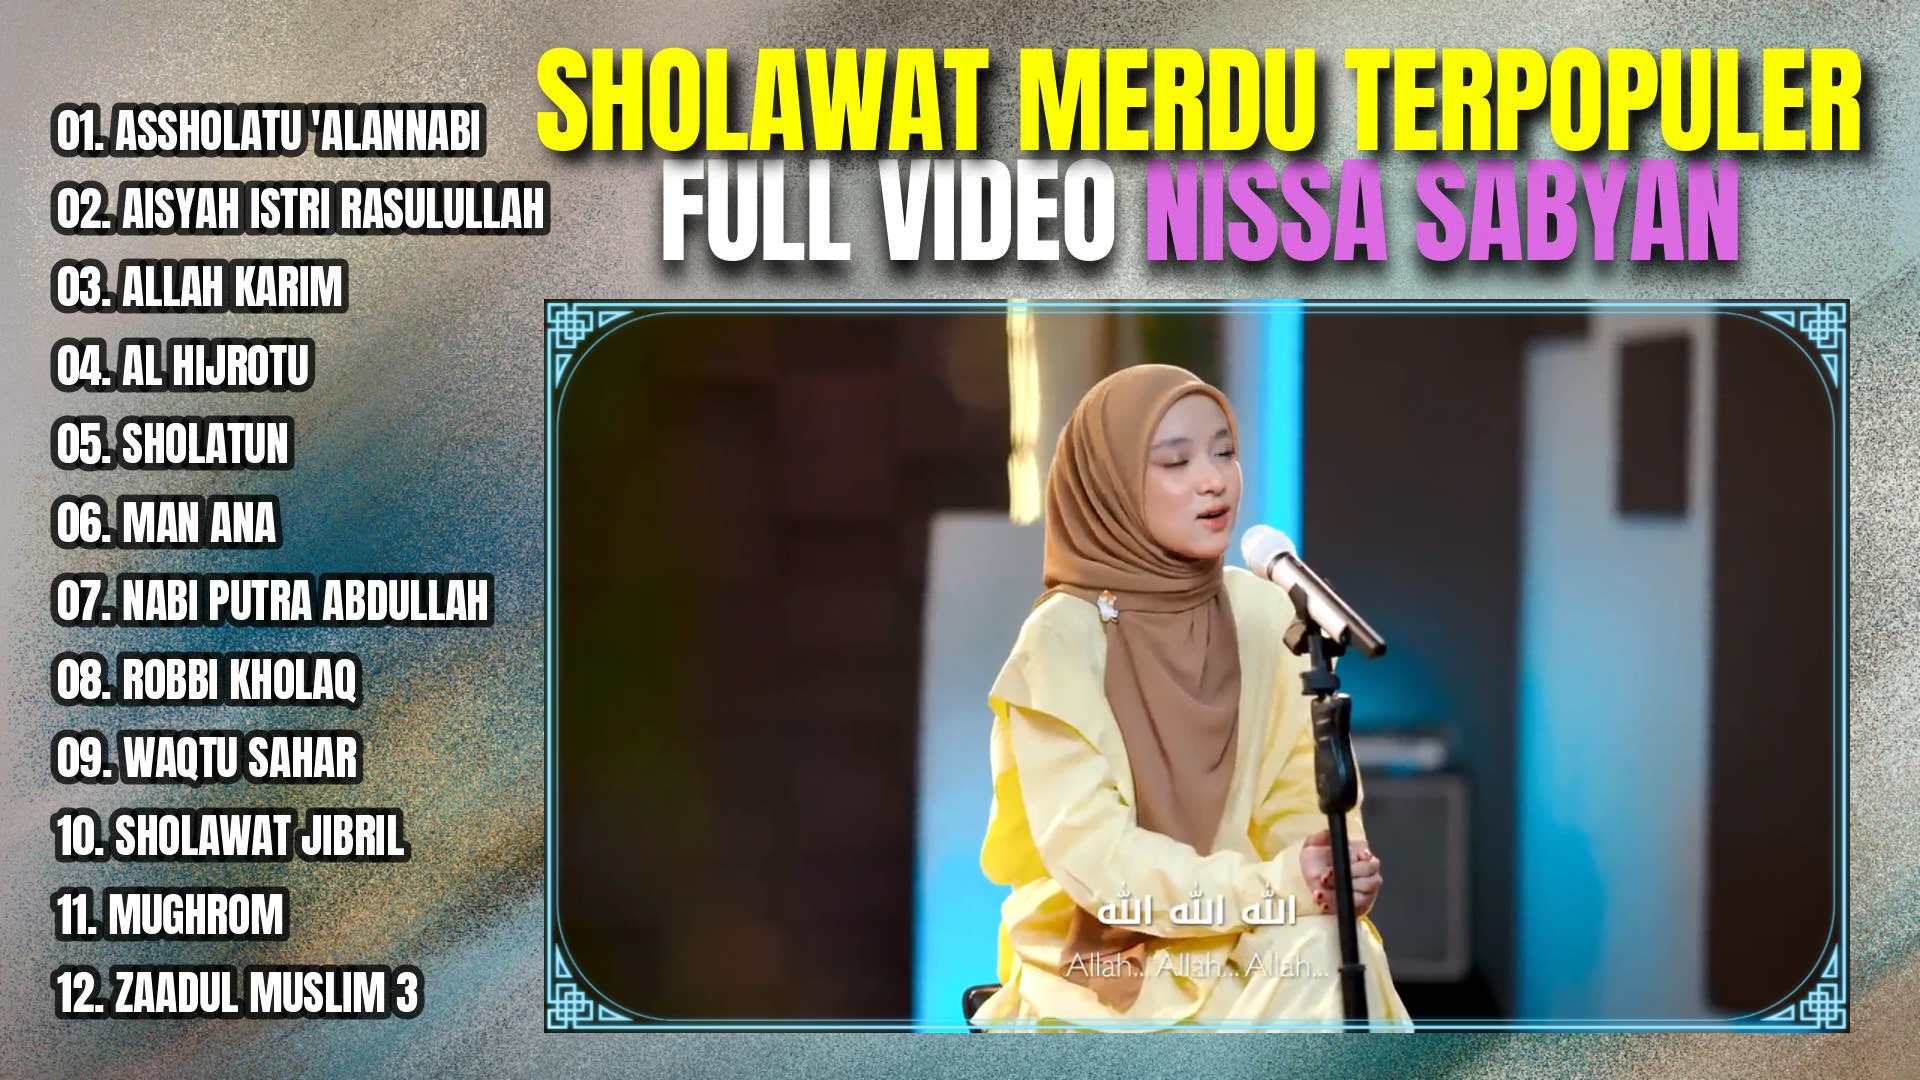 SHOLAWAT MERDU TERPOPULER
FULL VIDEO NISSA SABYAN
01. ASSHOLATU 'ALANNABI
02. AISYAH ISTRI RASULULLAH
03. ALLAH KARIM
04. AL HIJROTU
05. SHOLATUN
06. MAN ANA
07. NABI PUTRA ABDULLAH
08. ROBBI KHOLAQ
09. WAQTU SAHAR
10. SHOLAWAT JIBRIL
11. MUGHROM
12. ZAADUL MUSLIM 3
الله الله الله
Allah... Allah... Allah...